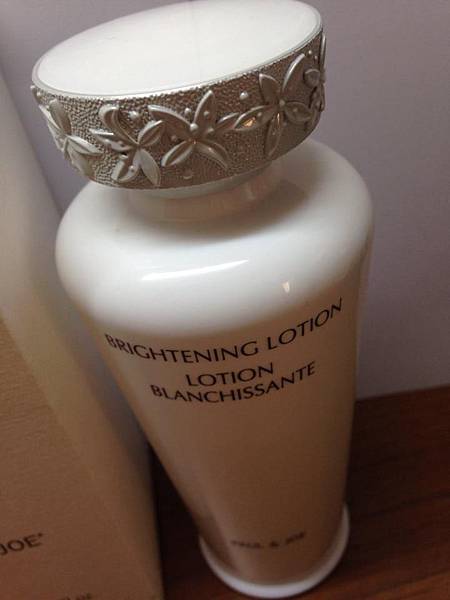 BRIGHTENING LOTION
LOTION
BLANCHISSANTE
PAUL & JOE
JOE